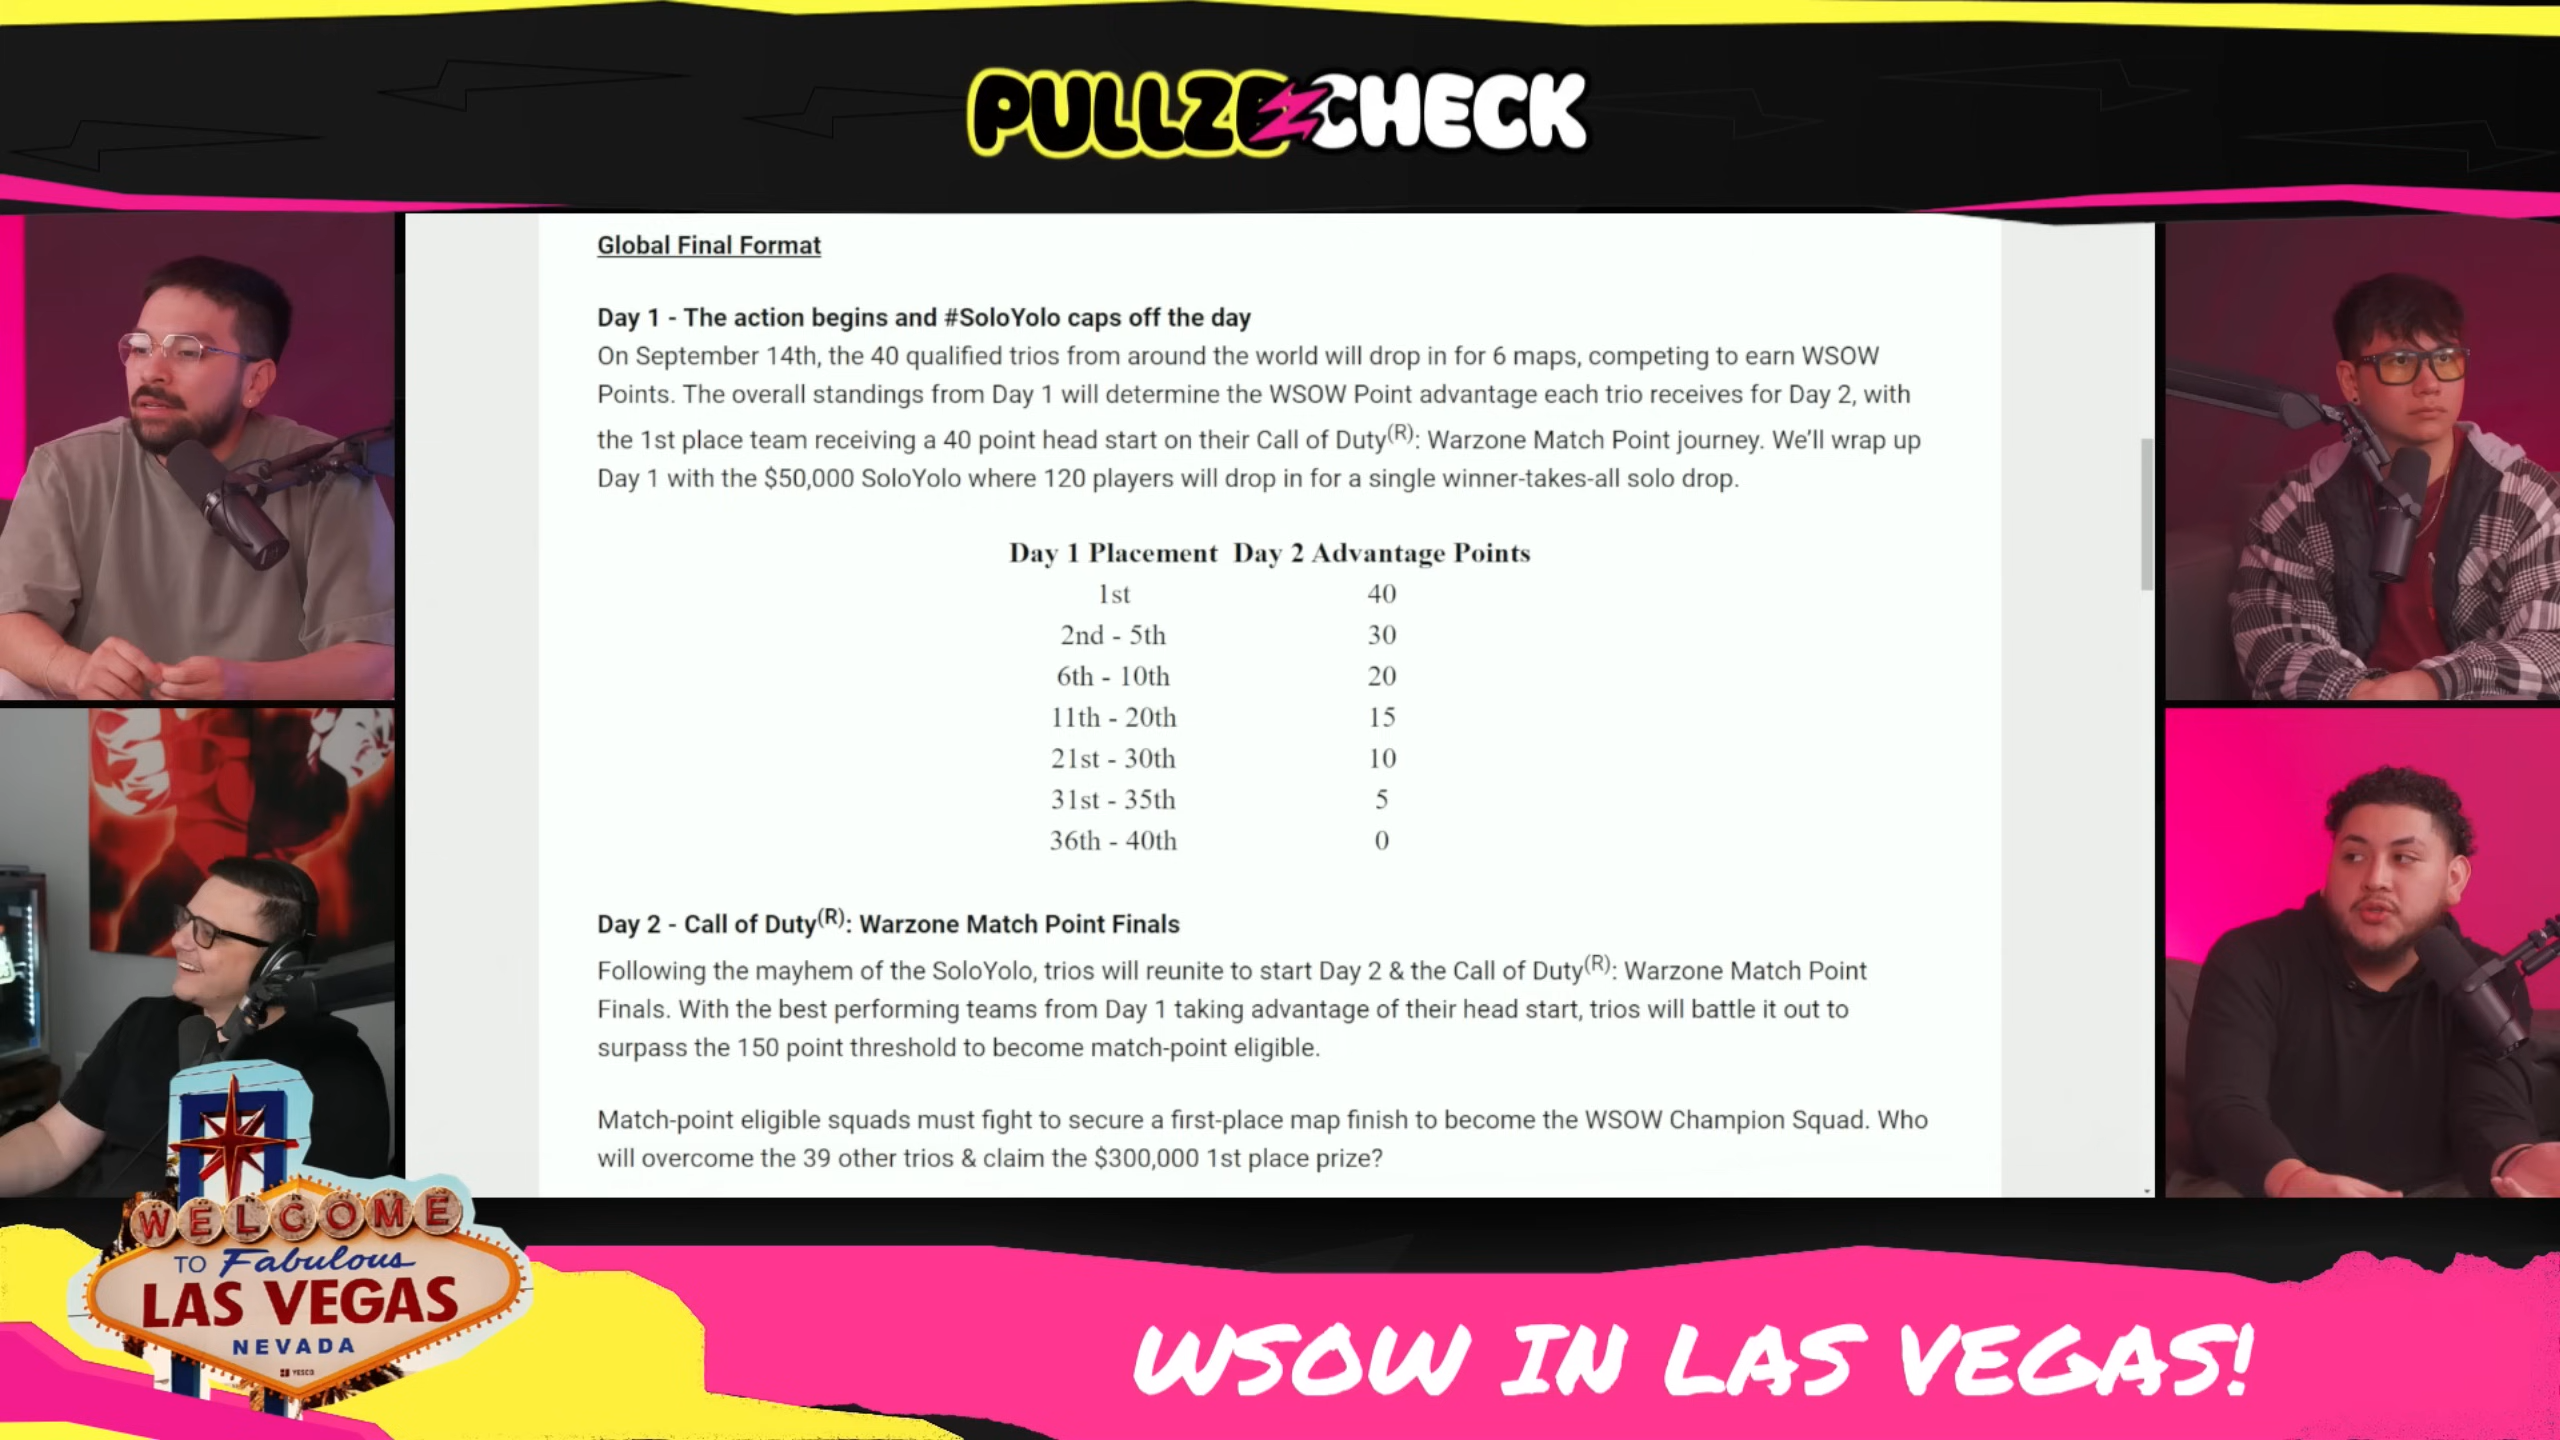 PULLZE CHECK
Global Final Format
Day 1 - The action begins and #SoloYolo caps off the day
On September 14th, the 40 qualified trios from around the world will drop in for 6 maps, competing to earn WSOW
Points. The overall standings from Day 1 will determine the WSOW Point advantage each trio receives for Day 2, with
the 1st place team receiving a 40 point head start on their Call of Duty(R): Warzone Match Point journey. We'll wrap up
Day 1 with the $50,000 SoloYolo where 120 players will drop in for a single winner-takes-all solo drop.
Day 1 Placement Day 2 Advantage Points
1st 40
2nd - 5th 30
6th - 10th 20
11th - 20th 15
21st - 30th 10
31st - 35th 5
36th - 40th 0
Day 2 - Call of Duty(R): Warzone Match Point Finals
Following the mayhem of the SoloYolo, trios will reunite to start Day 2 & the Call of Duty(R): Warzone Match Point
Finals. With the best performing teams from Day 1 taking advantage of their head start, trios will battle it out to
surpass the 150 point threshold to become match-point eligible.
Match-point eligible squads must fight to secure a first-place map finish to become the WSOW Champion Squad. Who
will overcome the 39 other trios & claim the $300,000 1st place prize?
WELCOME
TO Fabulous
LAS VEGAS
NEVADA
YESCO
WSOW IN LAS VEGAS!